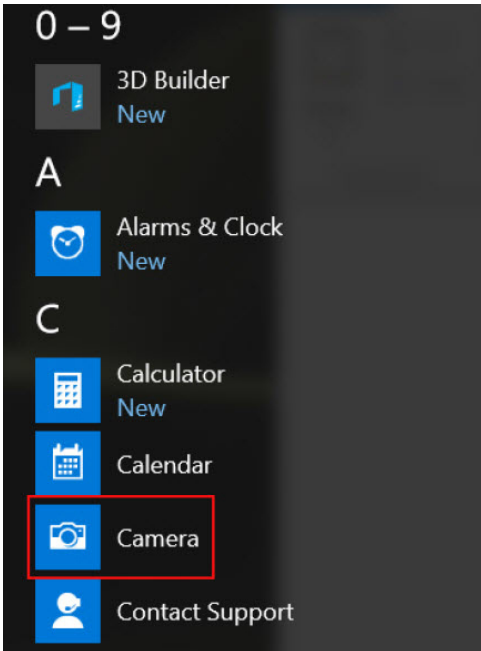 0 – 9
3D Builder
New
A
Alarms & Clock
New
C
Calculator
New
Calendar
Camera
Contact Support